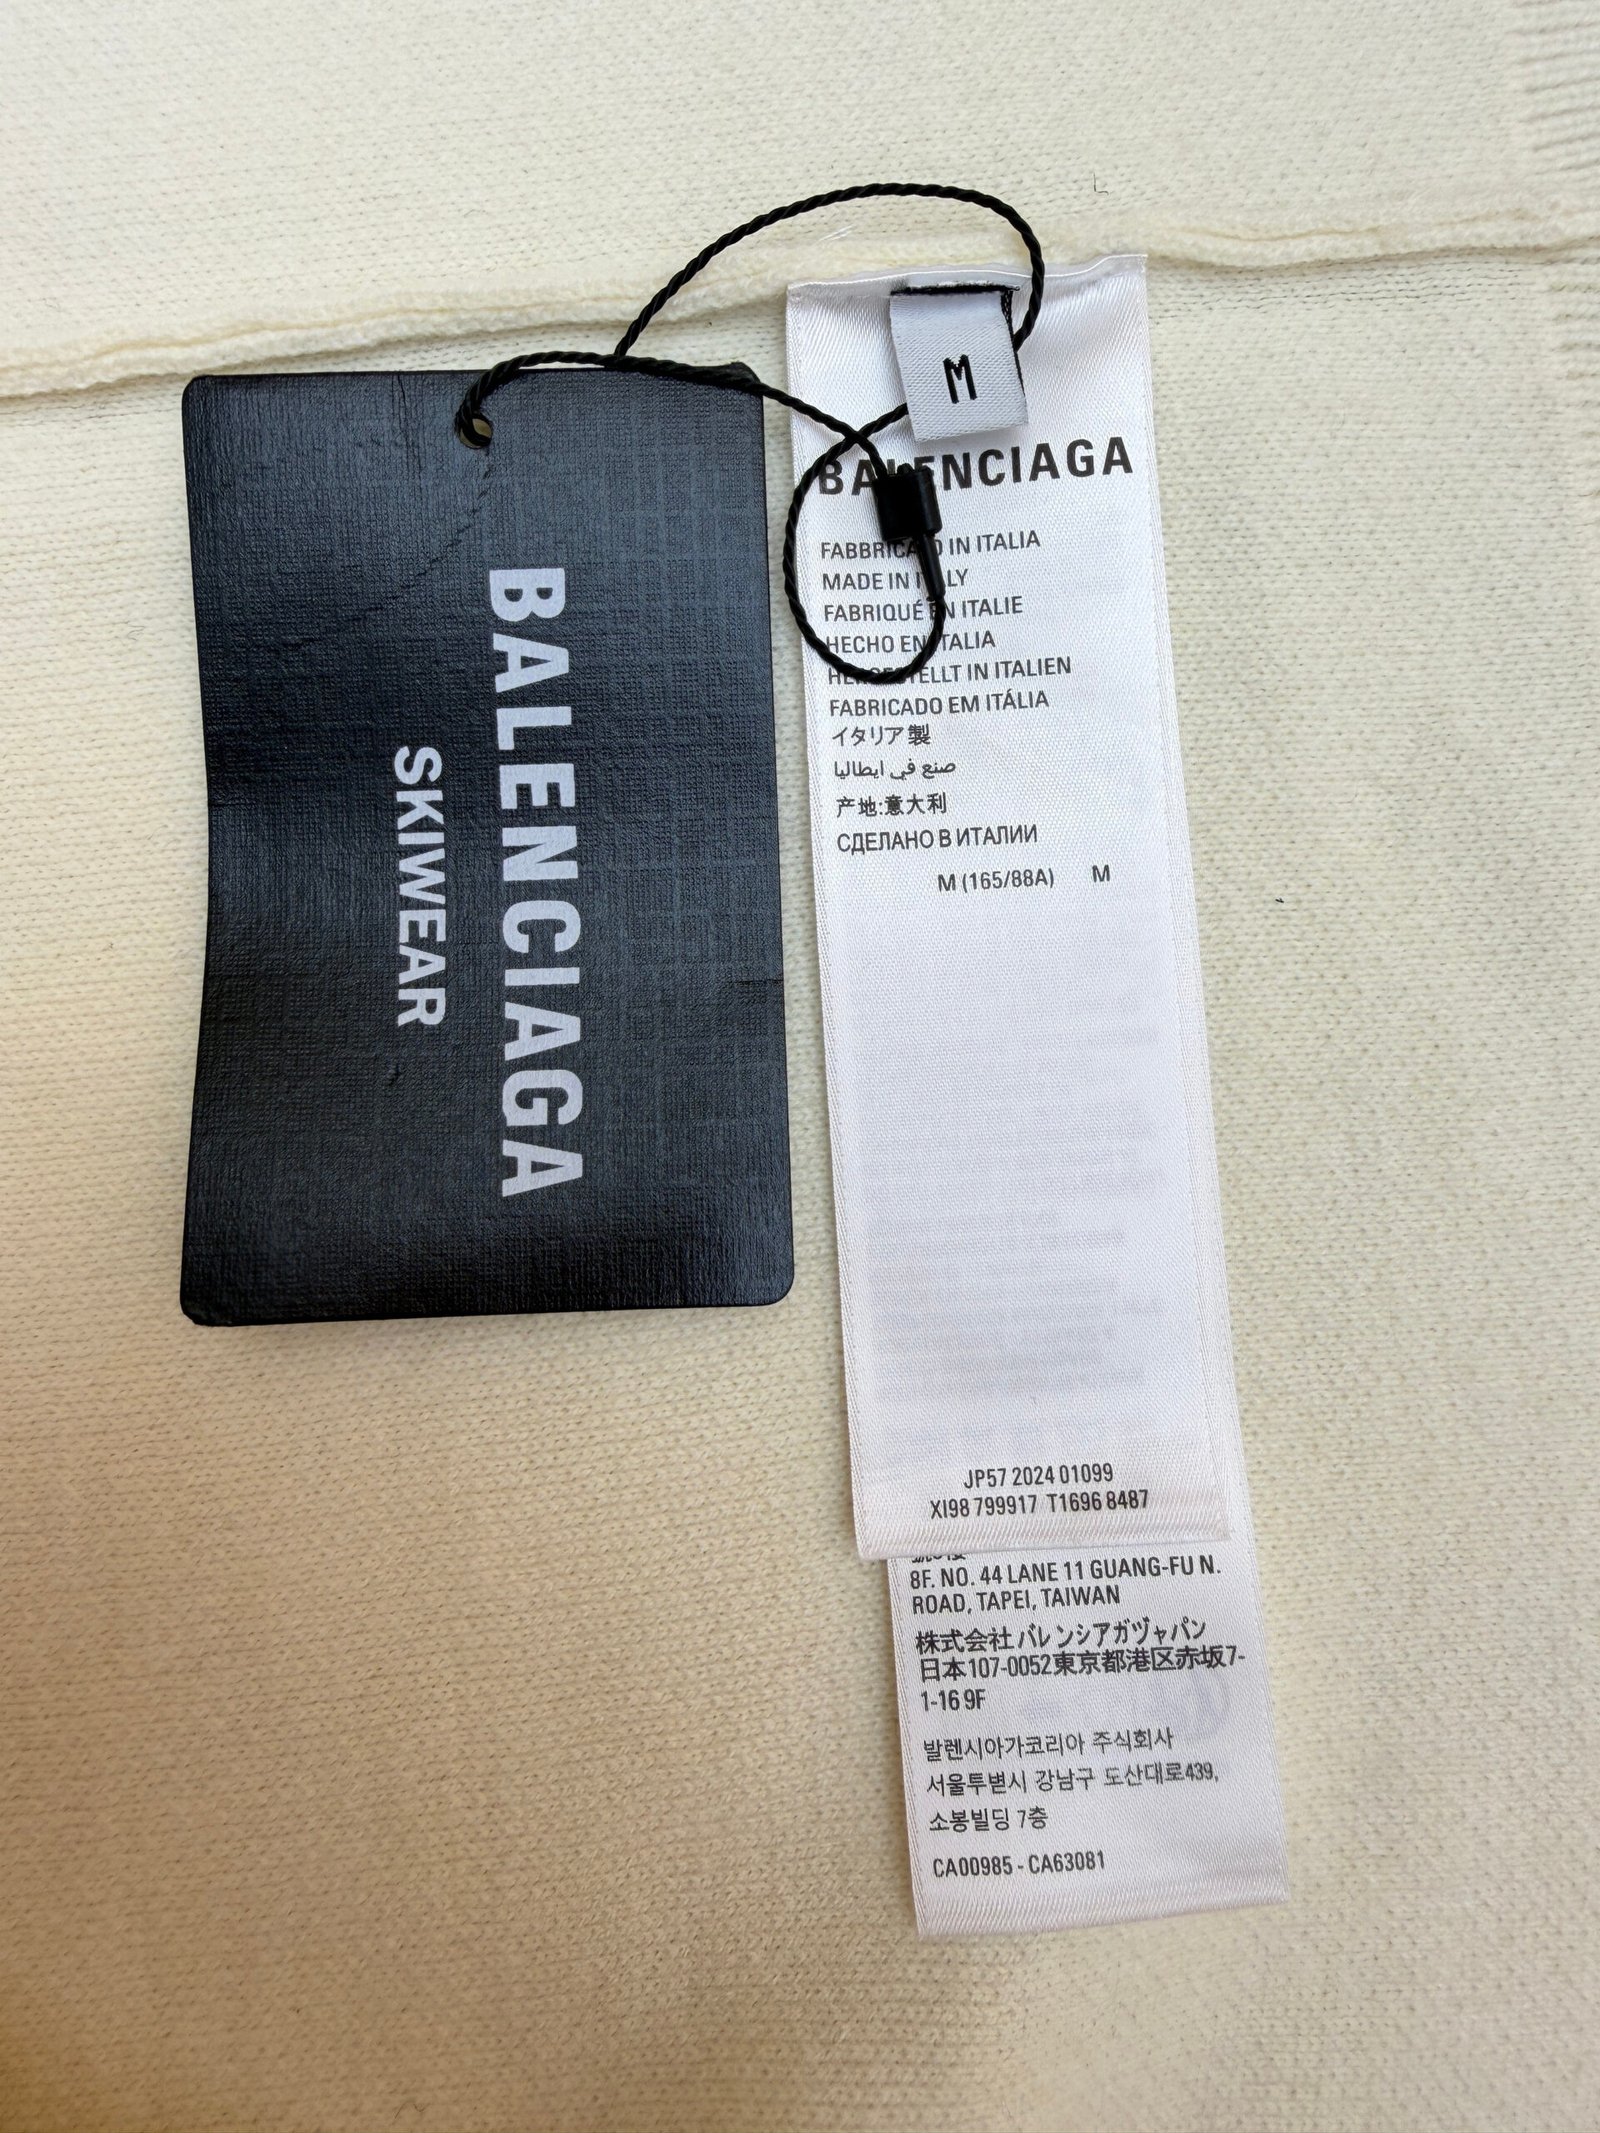 BALENCIAGA
SKIWEAR
M
BALENCIAGA
FABBRICATO IN ITALIA
MADE IN ITALY
FABRIQUÉ EN ITALIE
HECHO EN ITALIA
HERGESTELLT IN ITALIEN
FABRICADO EM ITÁLIA
イタリア製
صنع في ايطاليا
产地:意大利
СДЕЛАНО В ИТАЛИИ
M (165/88A) M
JP57 2024 01099
XI98 799917 T1696 8487
8F. NO. 44 LANE 11 GUANG-FU N.
ROAD, TAPEI, TAIWAN
株式会社バレンシアガジャパン
日本107-0052東京都港区赤坂7-
1-16 9F
발렌시아가코리아 주식회사
서울특별시 강남구 도산대로439,
소봉빌딩 7층
CA00985 - CA63081